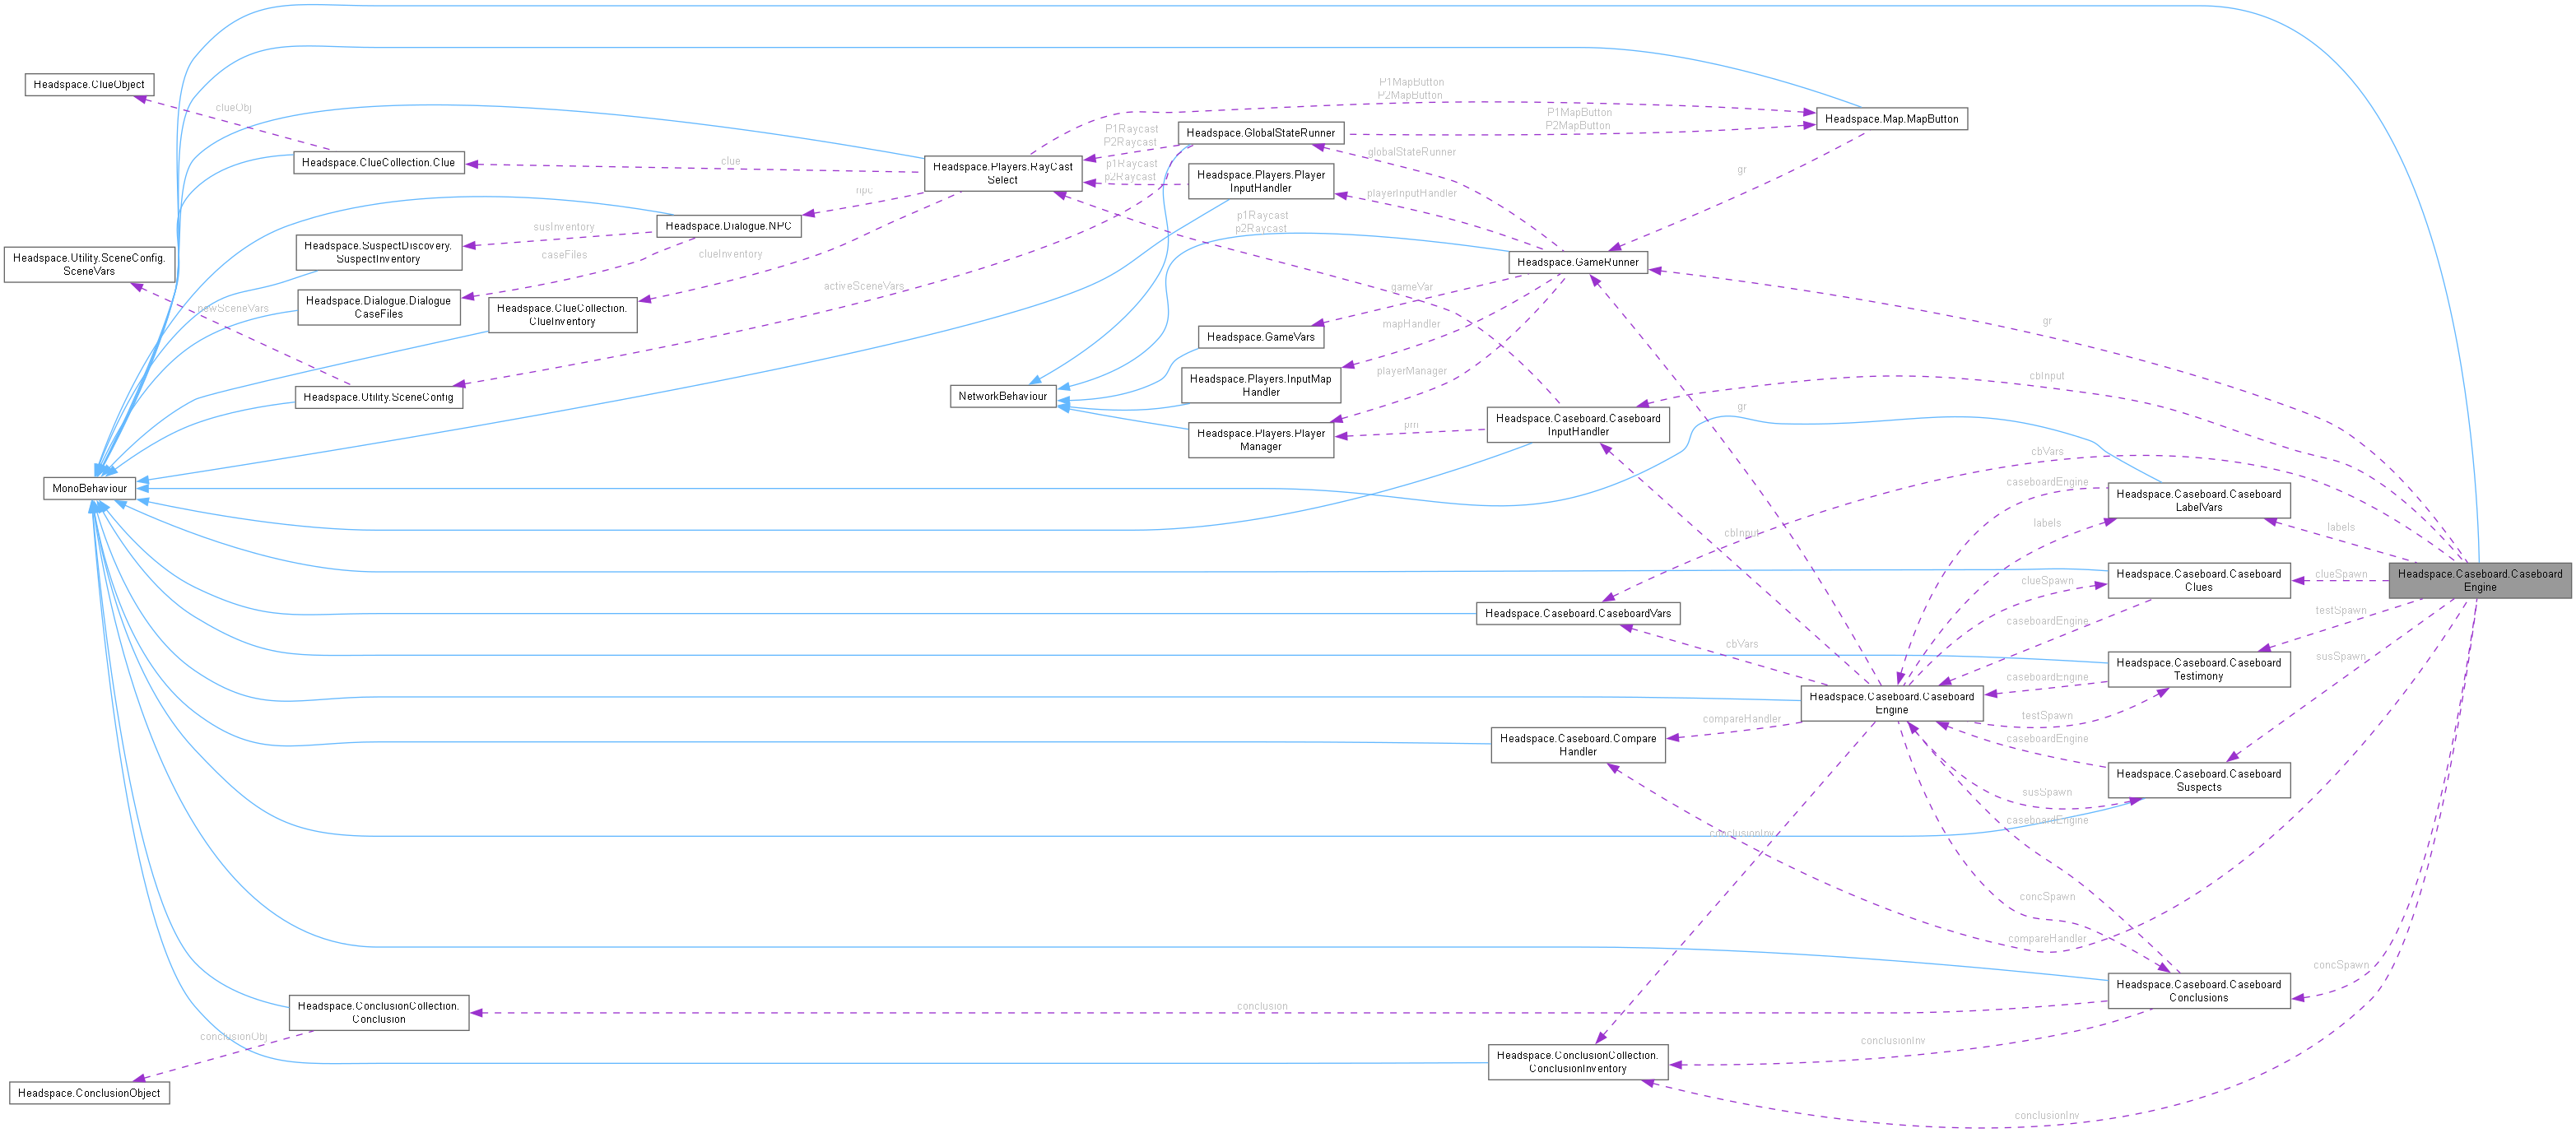 Headspace.ClueObject
clueObj
Headspace.ClueCollection.Clue
clue
Headspace.Utility.SceneConfig.
SceneVars
newSceneVars
Headspace.SuspectDiscovery.
SuspectInventory
Headspace.Dialogue.Dialogue
CaseFiles
Headspace.Utility.SceneConfig
susInventory
caseFiles
Headspace.ClueCollection.
ClueInventory
Headspace.Dialogue.NPC
clueInventory
npc
activeSceneVars
Headspace.Players.RayCast
Select
P1Raycast
P2Raycast
p1Raycast
p2Raycast
Headspace.GlobalStateRunner
Headspace.Players.Player
InputHandler
p1Raycast
p2Raycast
P1MapButton
P2MapButton
P1MapButton
P2MapButton
globalStateRunner
playerInputHandler
Headspace.Map.MapButton
gr
Headspace.GameRunner
gameVar
mapHandler
playerManager
Headspace.GameVars
Headspace.Players.InputMap
Handler
NetworkBehaviour
Headspace.Players.Player
Manager
pm
Headspace.Caseboard.Caseboard
InputHandler
MonoBehaviour
gr
gr
cbInput
cbVars
cbInput
caseboardEngine
labels
Headspace.Caseboard.Caseboard
LabelVars
labels
clueSpawn
Headspace.Caseboard.Caseboard
Clues
clueSpawn
Headspace.Caseboard.Caseboard
Engine
caseboardEngine
testSpawn
Headspace.Caseboard.CaseboardVars
cbVars
Headspace.Caseboard.Caseboard
Testimony
susSpawn
caseboardEngine
Headspace.Caseboard.Caseboard
Engine
testSpawn
compareHandler
Headspace.Caseboard.Compare
Handler
caseboardEngine
Headspace.Caseboard.Caseboard
Suspects
susSpawn
caseboardEngine
conclusionInv
concSpawn
compareHandler
concSpawn
Headspace.Caseboard.Caseboard
Conclusions
Headspace.ConclusionCollection.
Conclusion
conclusion
conclusionObj
conclusionInv
Headspace.ConclusionCollection.
ConclusionInventory
Headspace.ConclusionObject
conclusionInv